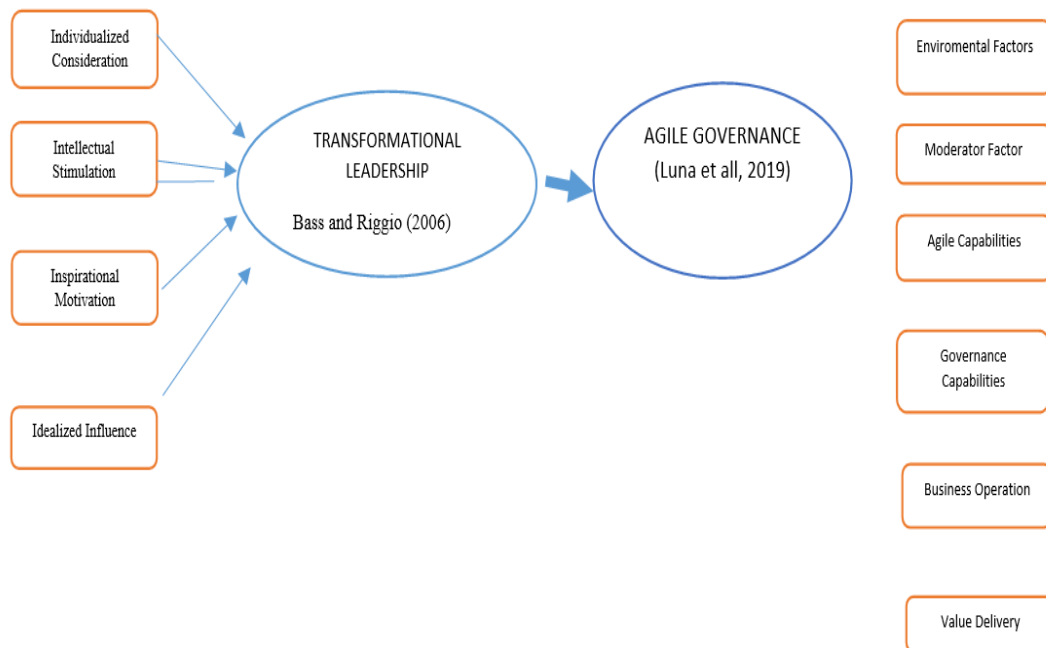 Individualized
Consideration
Intellectual
Stimulation
Inspirational
Motivation
Idealized Influence
TRANSFORMATIONAL
LEADERSHIP
Bass and Riggio (2006)
AGILE GOVERNANCE
(Luna et all, 2019)
Enviromental Factors
Moderator Factor
Agile Capabilities
Governance
Capabilities
Business Operation
Value Delivery